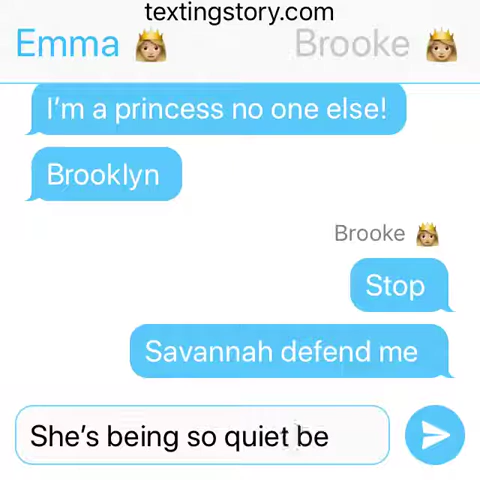 textingstory.com
Emma 👸🏼 Brooke 👸🏼
I’m a princess no one else!
Brooklyn
Brooke 👸🏼
Stop
Savannah defend me
She’s being so quiet be